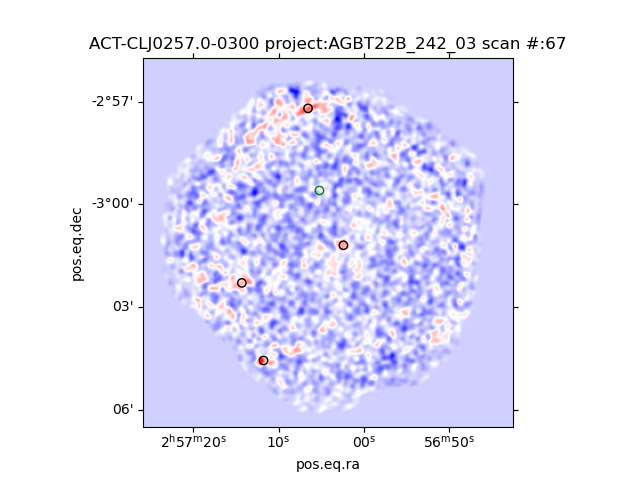 ACT-CLJ0257.0-0300 project:AGBT22B_242_03 scan #:67
-2°57'
-3°00'
03'
06'
pos.eq.dec
2ʰ57ᵐ20ˢ 10ˢ 00ˢ 56ᵐ50ˢ
pos.eq.ra